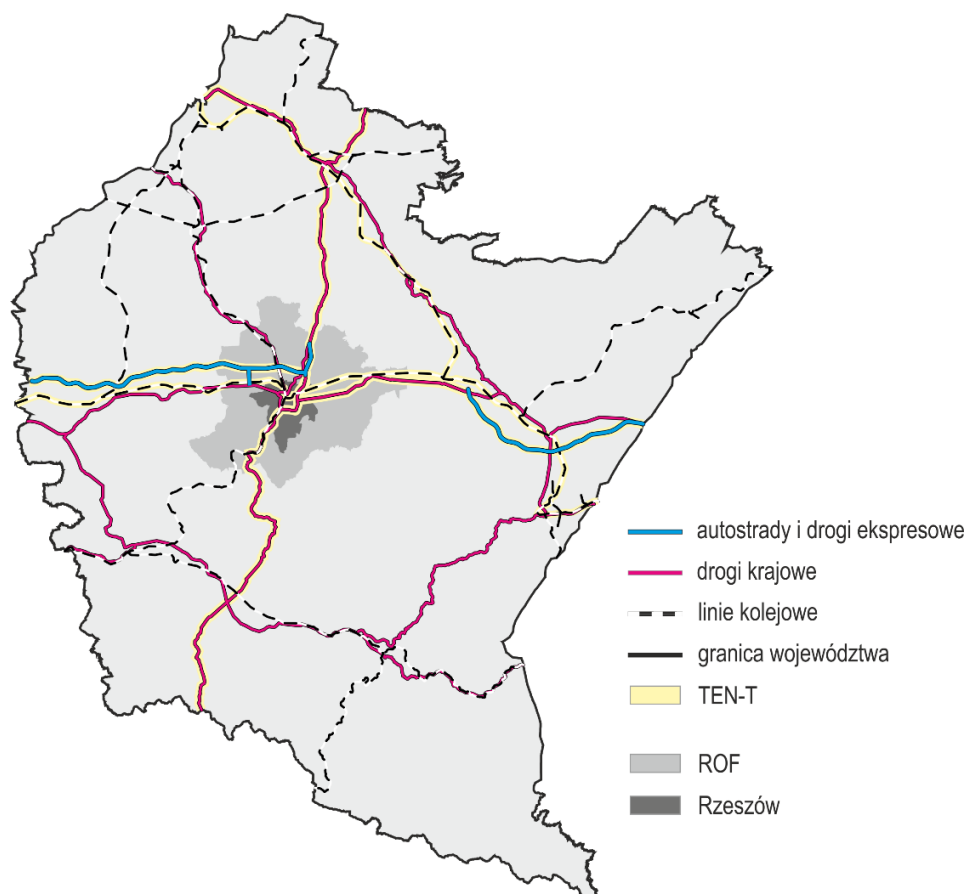 autostrady i drogi ekspresowe
drogi krajowe
linie kolejowe
granica województwa
TEN-T
ROF
Rzeszów